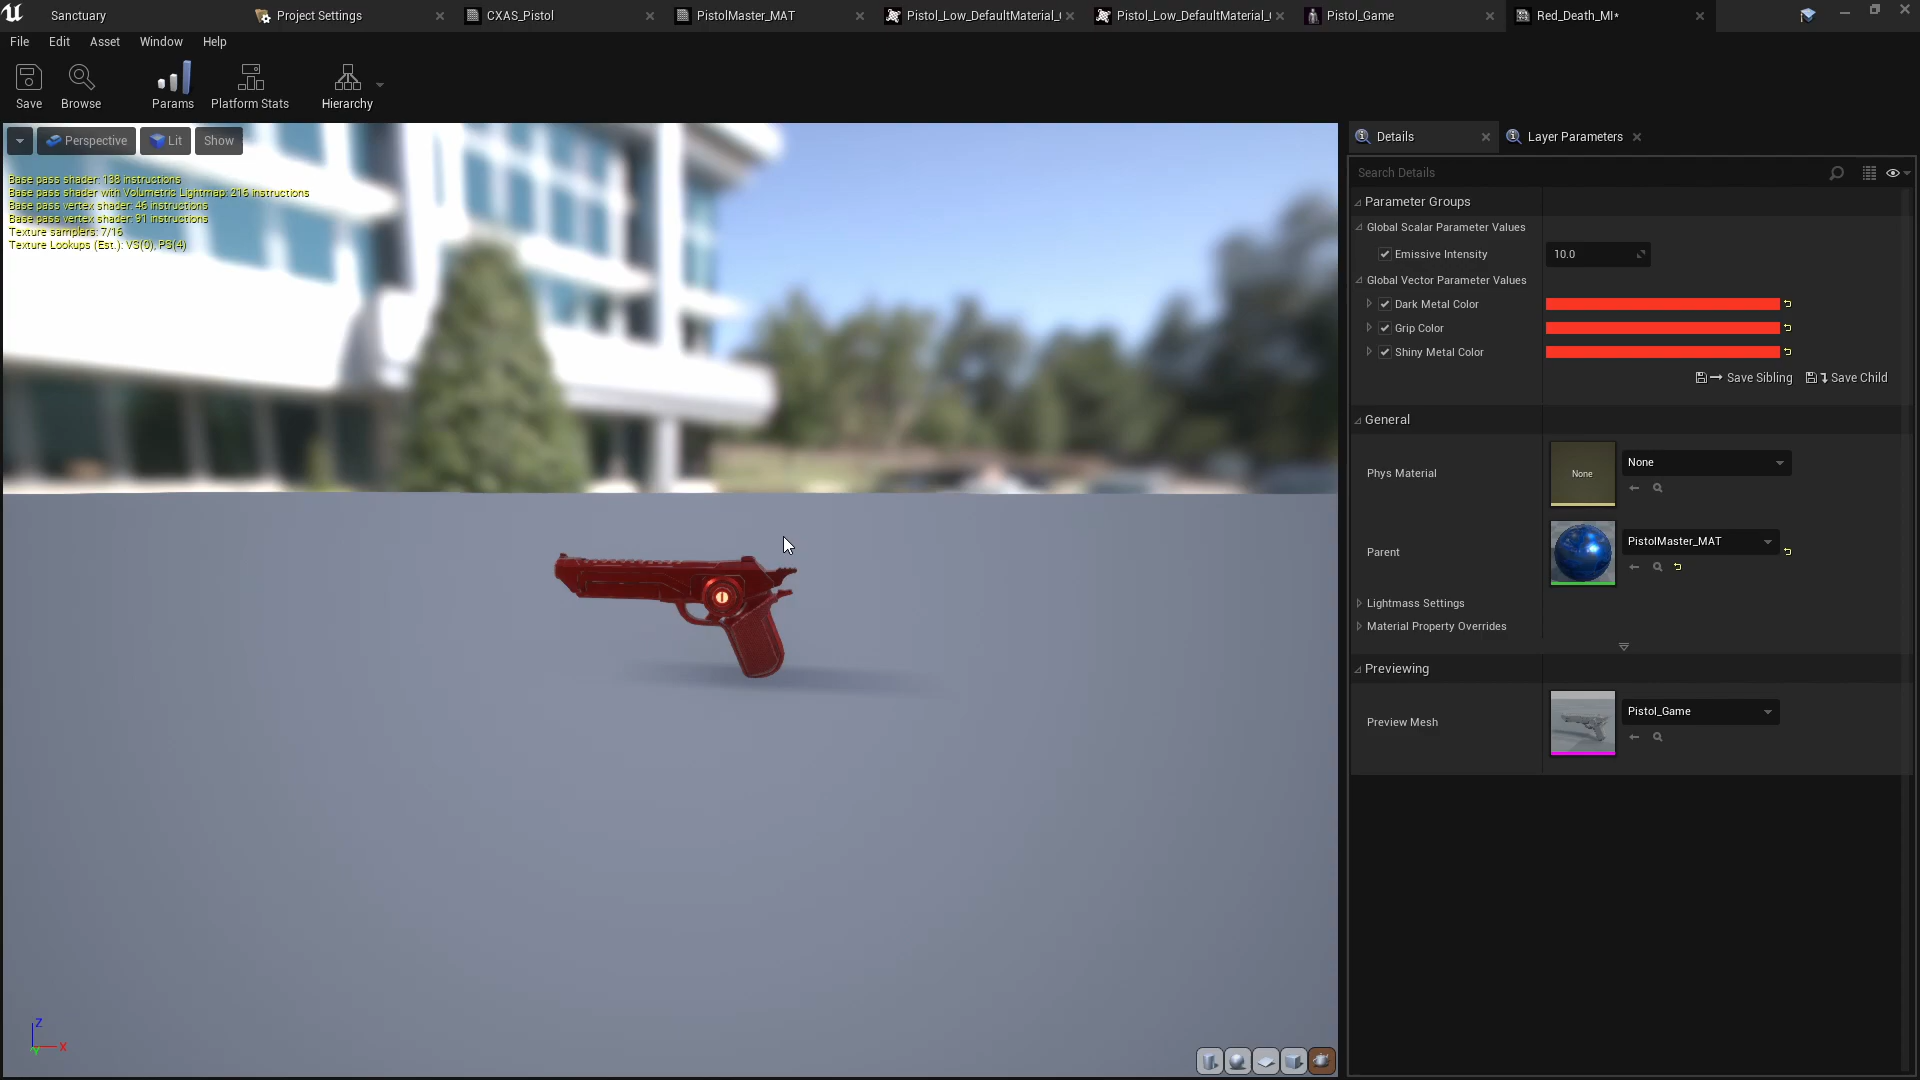 Sanctuary
Project Settings
CXAS_Pistol
PistolMaster_MAT
Pistol_Low_DefaultMaterial_
Pistol_Low_DefaultMaterial_
Pistol_Game
Red_Death_MI*
File Edit Asset Window Help
Save Browse Params Platform Stats Hierarchy
Perspective Lit Show
Base pass shader: 138 instructions
Base pass shader with Volumetric Lightmap: 216 instructions
Base pass vertex shader: 46 instructions
Base pass vertex shader: 91 instructions
Texture samplers: 7/16
Texture Lookups (Est.): VS(0), PS(4)
Z
X
Y
Details
Layer Parameters
Search Details
Parameter Groups
Global Scalar Parameter Values
Emissive Intensity 10.0
Global Vector Parameter Values
Dark Metal Color
Grip Color
Shiny Metal Color
Save Sibling Save Child
General
Phys Material None None
Parent PistolMaster_MAT
Lightmass Settings
Material Property Overrides
Previewing
Preview Mesh Pistol_Game